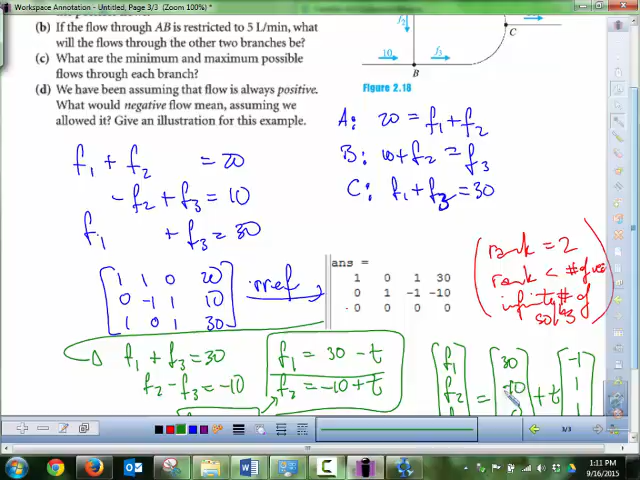 Workspace Annotation - Untitled, Page 3/3 (Shown 200%) *
(b) If the flow through AB is restricted to 5 L/min, what
will the flows through the other two branches be?
(c) What are the minimum and maximum possible
flows through each branch?
(d) We have been assuming that flow is always positive.
What would negative flow mean, assuming we
allowed it? Give an illustration for this example.
f₂
C
10
f₃
B
Figure 2.18
A: 20 = f₁ + f₂
B: 10 + f₂ = f₃
C: f₁ + f₃ = 30
f₁ + f₂ = 20
-f₂ + f₃ = 10
f₁ + f₃ = 30
1 1 0 20
0 -1 1 10
1 0 1 30
rref
ans =
1 0 1 30
0 1 -1 -10
0 0 0 0
rank = 2
rank < # of
infinity # of
sol
f₁ + f₃ = 30
f₂ - f₃ = -10
f₁ = 30 - t
f₂ = -10 + t
f₁ 30 -1
f₂ = -10 + t 1
1
3/3
1:11 PM
9/16/2015